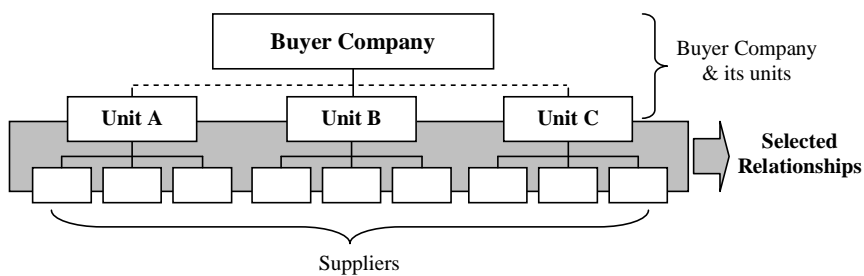 Buyer Company
Buyer Company
& its units
Unit A
Unit B
Unit C
Selected
Relationships
Suppliers